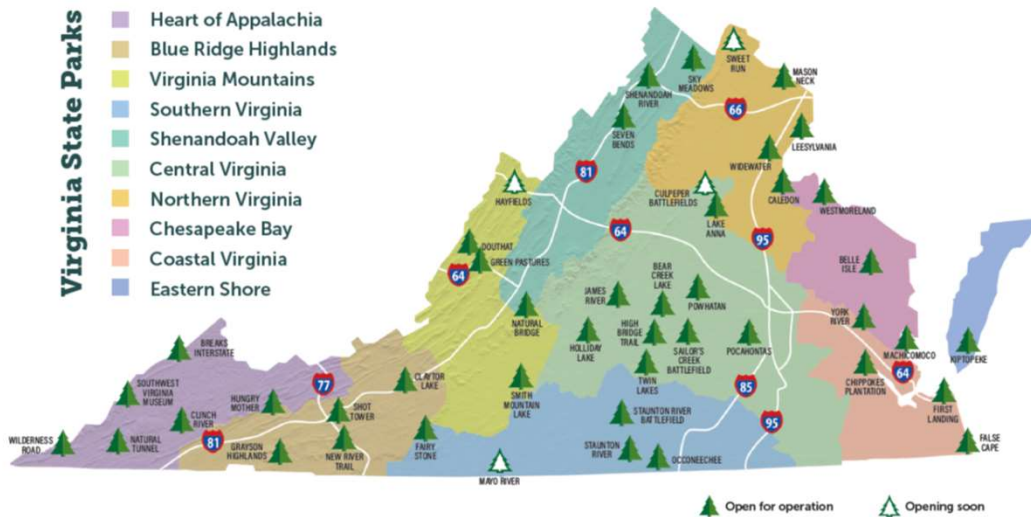 Virginia State Parks
Heart of Appalachia
Blue Ridge Highlands
Virginia Mountains
Southern Virginia
Shenandoah Valley
Central Virginia
Northern Virginia
Chesapeake Bay
Coastal Virginia
Eastern Shore
SWEET
RUN
SKY
MEADOWS
MASON
NECK
SHENANDOAH
RIVER
66
SEVEN
BENDS
LEESYLVANIA
WIDEWATER
81
HAYFIELDS
CULPEPER
BATTLEFIELDS
CALEDON
WESTMORELAND
LAKE
ANNA
64
95
DOUTHAT
GREEN PASTURES
64
BELLE
ISLE
BEAR
CREEK
LAKE
JAMES
RIVER
POWHATAN
NATURAL
BRIDGE
YORK
RIVER
HOLLIDAY
LAKE
HIGH
BRIDGE
TRAIL
SAILOR'S
CREEK
BATTLEFIELD
POCAHONTAS
MACHICOMOCO
KIPTOPEKE
BREAKS
INTERSTATE
TWIN
LAKES
CHIPPOKES
PLANTATION
64
CLAYTOR
LAKE
77
85
SOUTHWEST
VIRGINIA
MUSEUM
HUNGRY
MOTHER
SMITH
MOUNTAIN
LAKE
FIRST
LANDING
CLINCH
RIVER
SHOT
TOWER
STAUNTON RIVER
BATTLEFIELD
95
WILDERNESS
ROAD
NATURAL
TUNNEL
81
GRAYSON
HIGHLANDS
NEW RIVER
TRAIL
FAIRY
STONE
STAUNTON
RIVER
OCCONEECHEE
FALSE
CAPE
MAYO RIVER
Open for operation
Opening soon